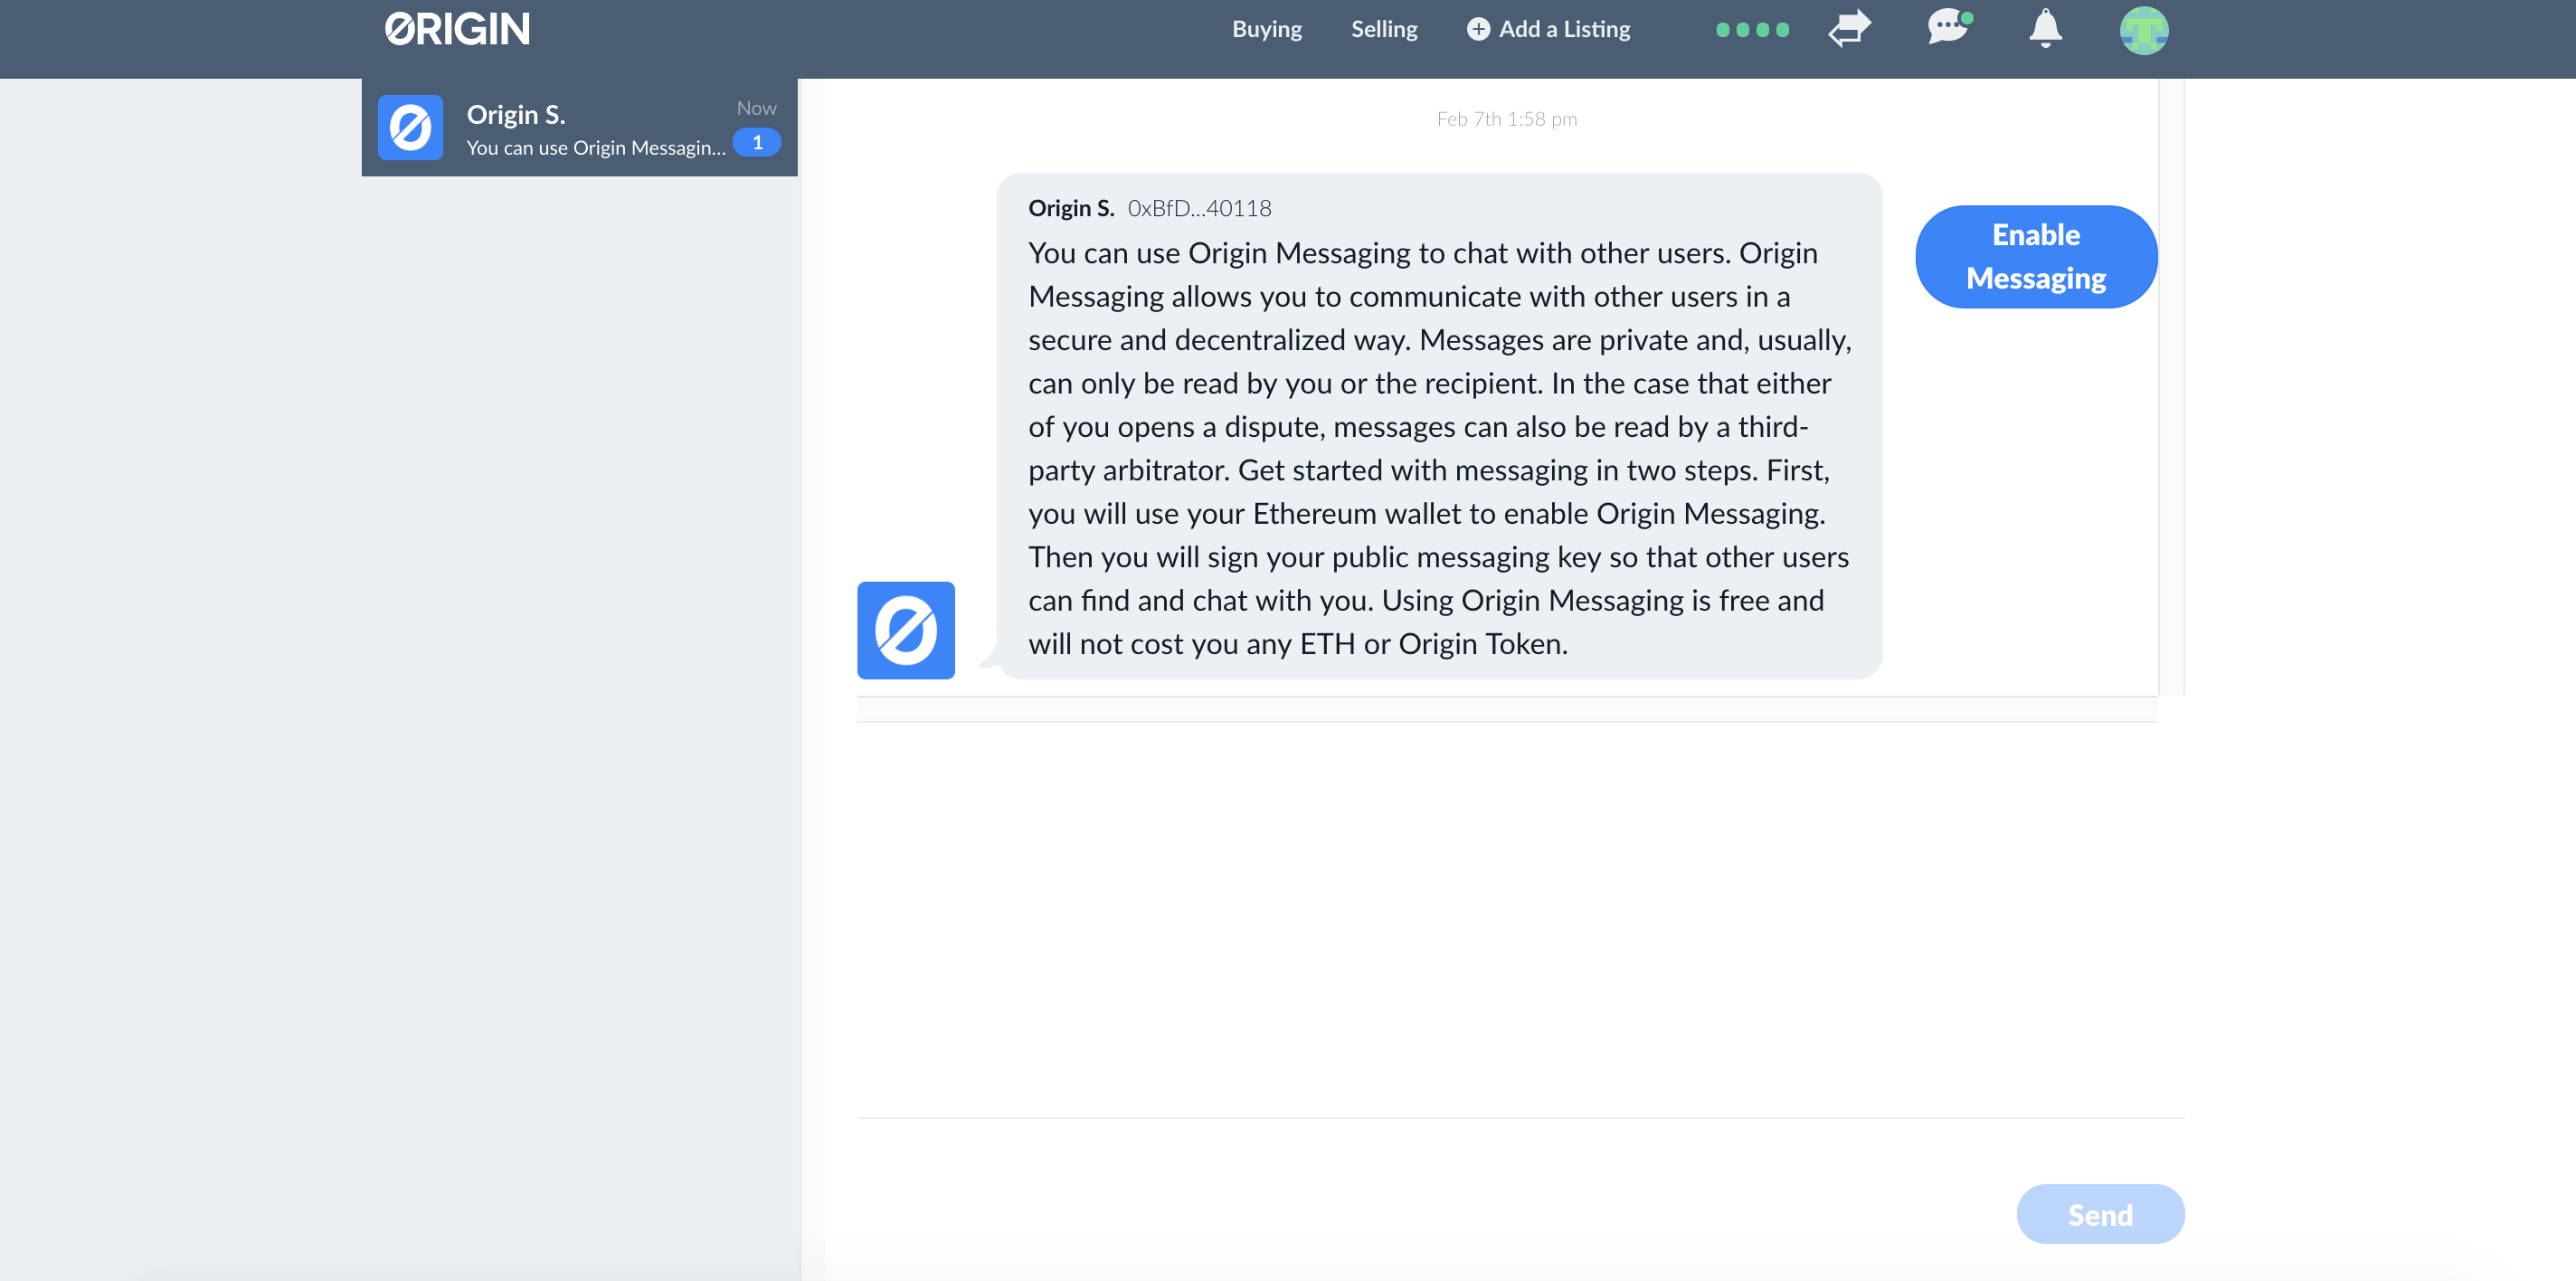 ORIGIN
Buying
Selling
Add a Listing
Origin S.
Now
You can use Origin Messagin...
1
Feb 7th 1:58 pm
Origin S. 0xBfD...40118
You can use Origin Messaging to chat with other users. Origin
Messaging allows you to communicate with other users in a
secure and decentralized way. Messages are private and, usually,
can only be read by you or the recipient. In the case that either
of you opens a dispute, messages can also be read by a third-
party arbitrator. Get started with messaging in two steps. First,
you will use your Ethereum wallet to enable Origin Messaging.
Then you will sign your public messaging key so that other users
can find and chat with you. Using Origin Messaging is free and
will not cost you any ETH or Origin Token.
Enable
Messaging
Send